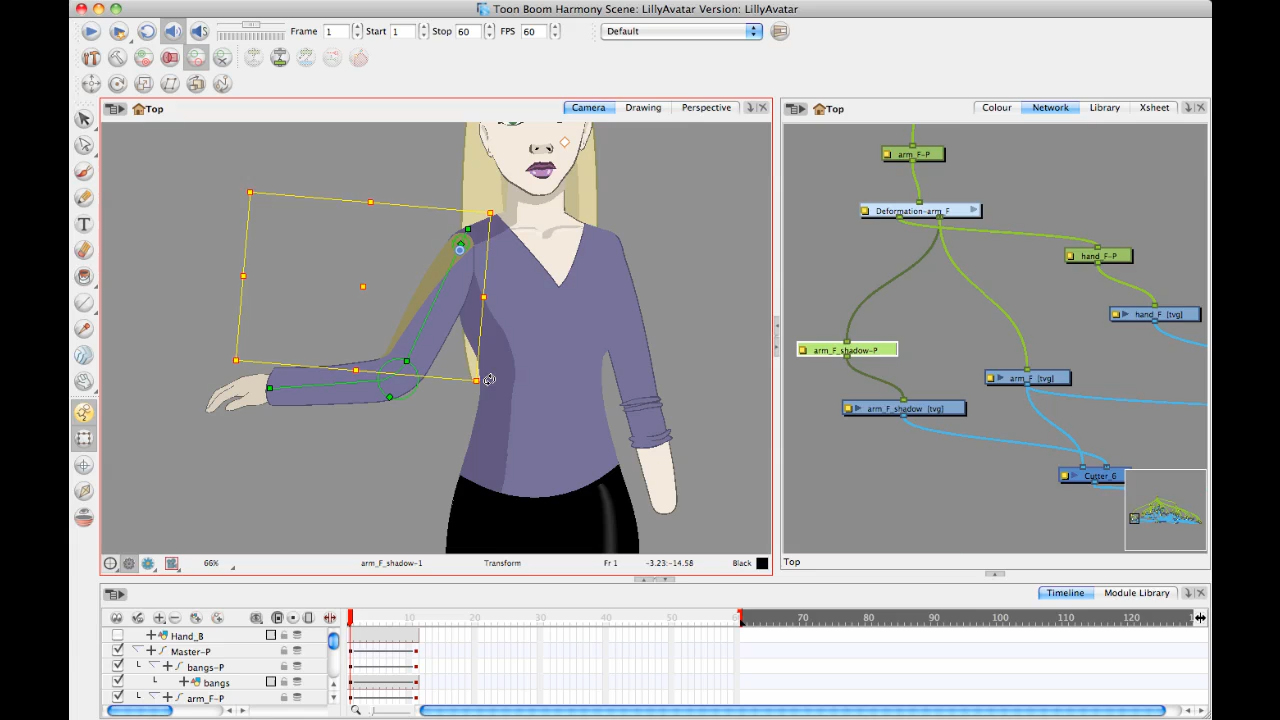 Toon Boom Harmony Scene: LillyAvatar Version: LillyAvatar
Frame 1 Start 1 Stop 60 FPS 60 Default
Top Camera Drawing Perspective
Top Colour Network Library Xsheet
arm_F-P
Deformation-arm_F
hand_F-P
hand_F [tvg]
arm_F_shadow-P
arm_F [tvg]
arm_F_shadow [tvg]
Cutter_6
66% arm_F_shadow-1 Transform Fr 1 -3.23:-14.58 Black
Top
Timeline Module Library
10 20 30 40 50 60 70 80 90 100 110 120
Hand_B
Master-P
bangs-P
bangs
arm_F-P